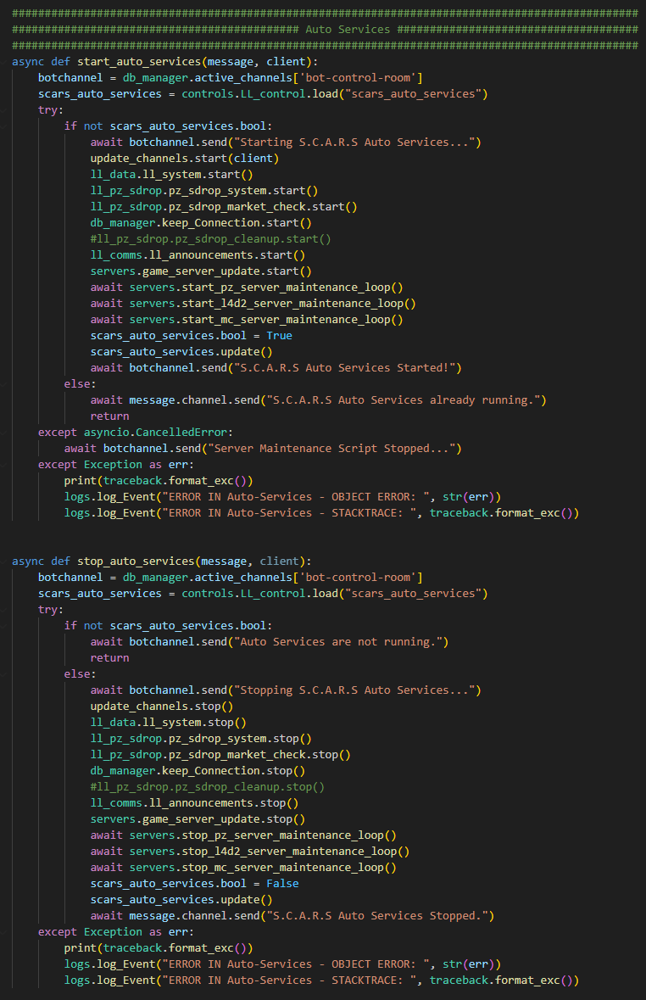 ################################################################################################
############################################ Auto Services #####################################
################################################################################################
async def start_auto_services(message, client):
    botchannel = db_manager.active_channels['bot-control-room']
    scars_auto_services = controls.LL_control.load("scars_auto_services")
    try:
        if not scars_auto_services.bool:
            await botchannel.send("Starting S.C.A.R.S Auto Services...")
            update_channels.start(client)
            ll_data.ll_system.start()
            ll_pz_sdrop.pz_sdrop_system.start()
            ll_pz_sdrop.pz_sdrop_market_check.start()
            db_manager.keep_Connection.start()
            #ll_pz_sdrop.pz_sdrop_cleanup.start()
            ll_comms.ll_announcements.start()
            servers.game_server_update.start()
            await servers.start_pz_server_maintenance_loop()
            await servers.start_l4d2_server_maintenance_loop()
            await servers.start_mc_server_maintenance_loop()
            scars_auto_services.bool = True
            scars_auto_services.update()
            await botchannel.send("S.C.A.R.S Auto Services Started!")
        else:
            await message.channel.send("S.C.A.R.S Auto Services already running.")
            return
    except asyncio.CancelledError:
        await botchannel.send("Server Maintenance Script Stopped...")
    except Exception as err:
        print(traceback.format_exc())
        logs.log_Event("ERROR IN Auto-Services - OBJECT ERROR: ", str(err))
        logs.log_Event("ERROR IN Auto-Services - STACKTRACE: ", traceback.format_exc())
async def stop_auto_services(message, client):
    botchannel = db_manager.active_channels['bot-control-room']
    scars_auto_services = controls.LL_control.load("scars_auto_services")
    try:
        if not scars_auto_services.bool:
            await botchannel.send("Auto Services are not running.")
            return
        else:
            await botchannel.send("Stopping S.C.A.R.S Auto Services...")
            update_channels.stop()
            ll_data.ll_system.stop()
            ll_pz_sdrop.pz_sdrop_system.stop()
            ll_pz_sdrop.pz_sdrop_market_check.stop()
            db_manager.keep_Connection.stop()
            #ll_pz_sdrop.pz_sdrop_cleanup.stop()
            ll_comms.ll_announcements.stop()
            servers.game_server_update.stop()
            await servers.stop_pz_server_maintenance_loop()
            await servers.stop_l4d2_server_maintenance_loop()
            await servers.stop_mc_server_maintenance_loop()
            scars_auto_services.bool = False
            scars_auto_services.update()
            await message.channel.send("S.C.A.R.S Auto Services Stopped.")
    except Exception as err:
        print(traceback.format_exc())
        logs.log_Event("ERROR IN Auto-Services - OBJECT ERROR: ", str(err))
        logs.log_Event("ERROR IN Auto-Services - STACKTRACE: ", traceback.format_exc())